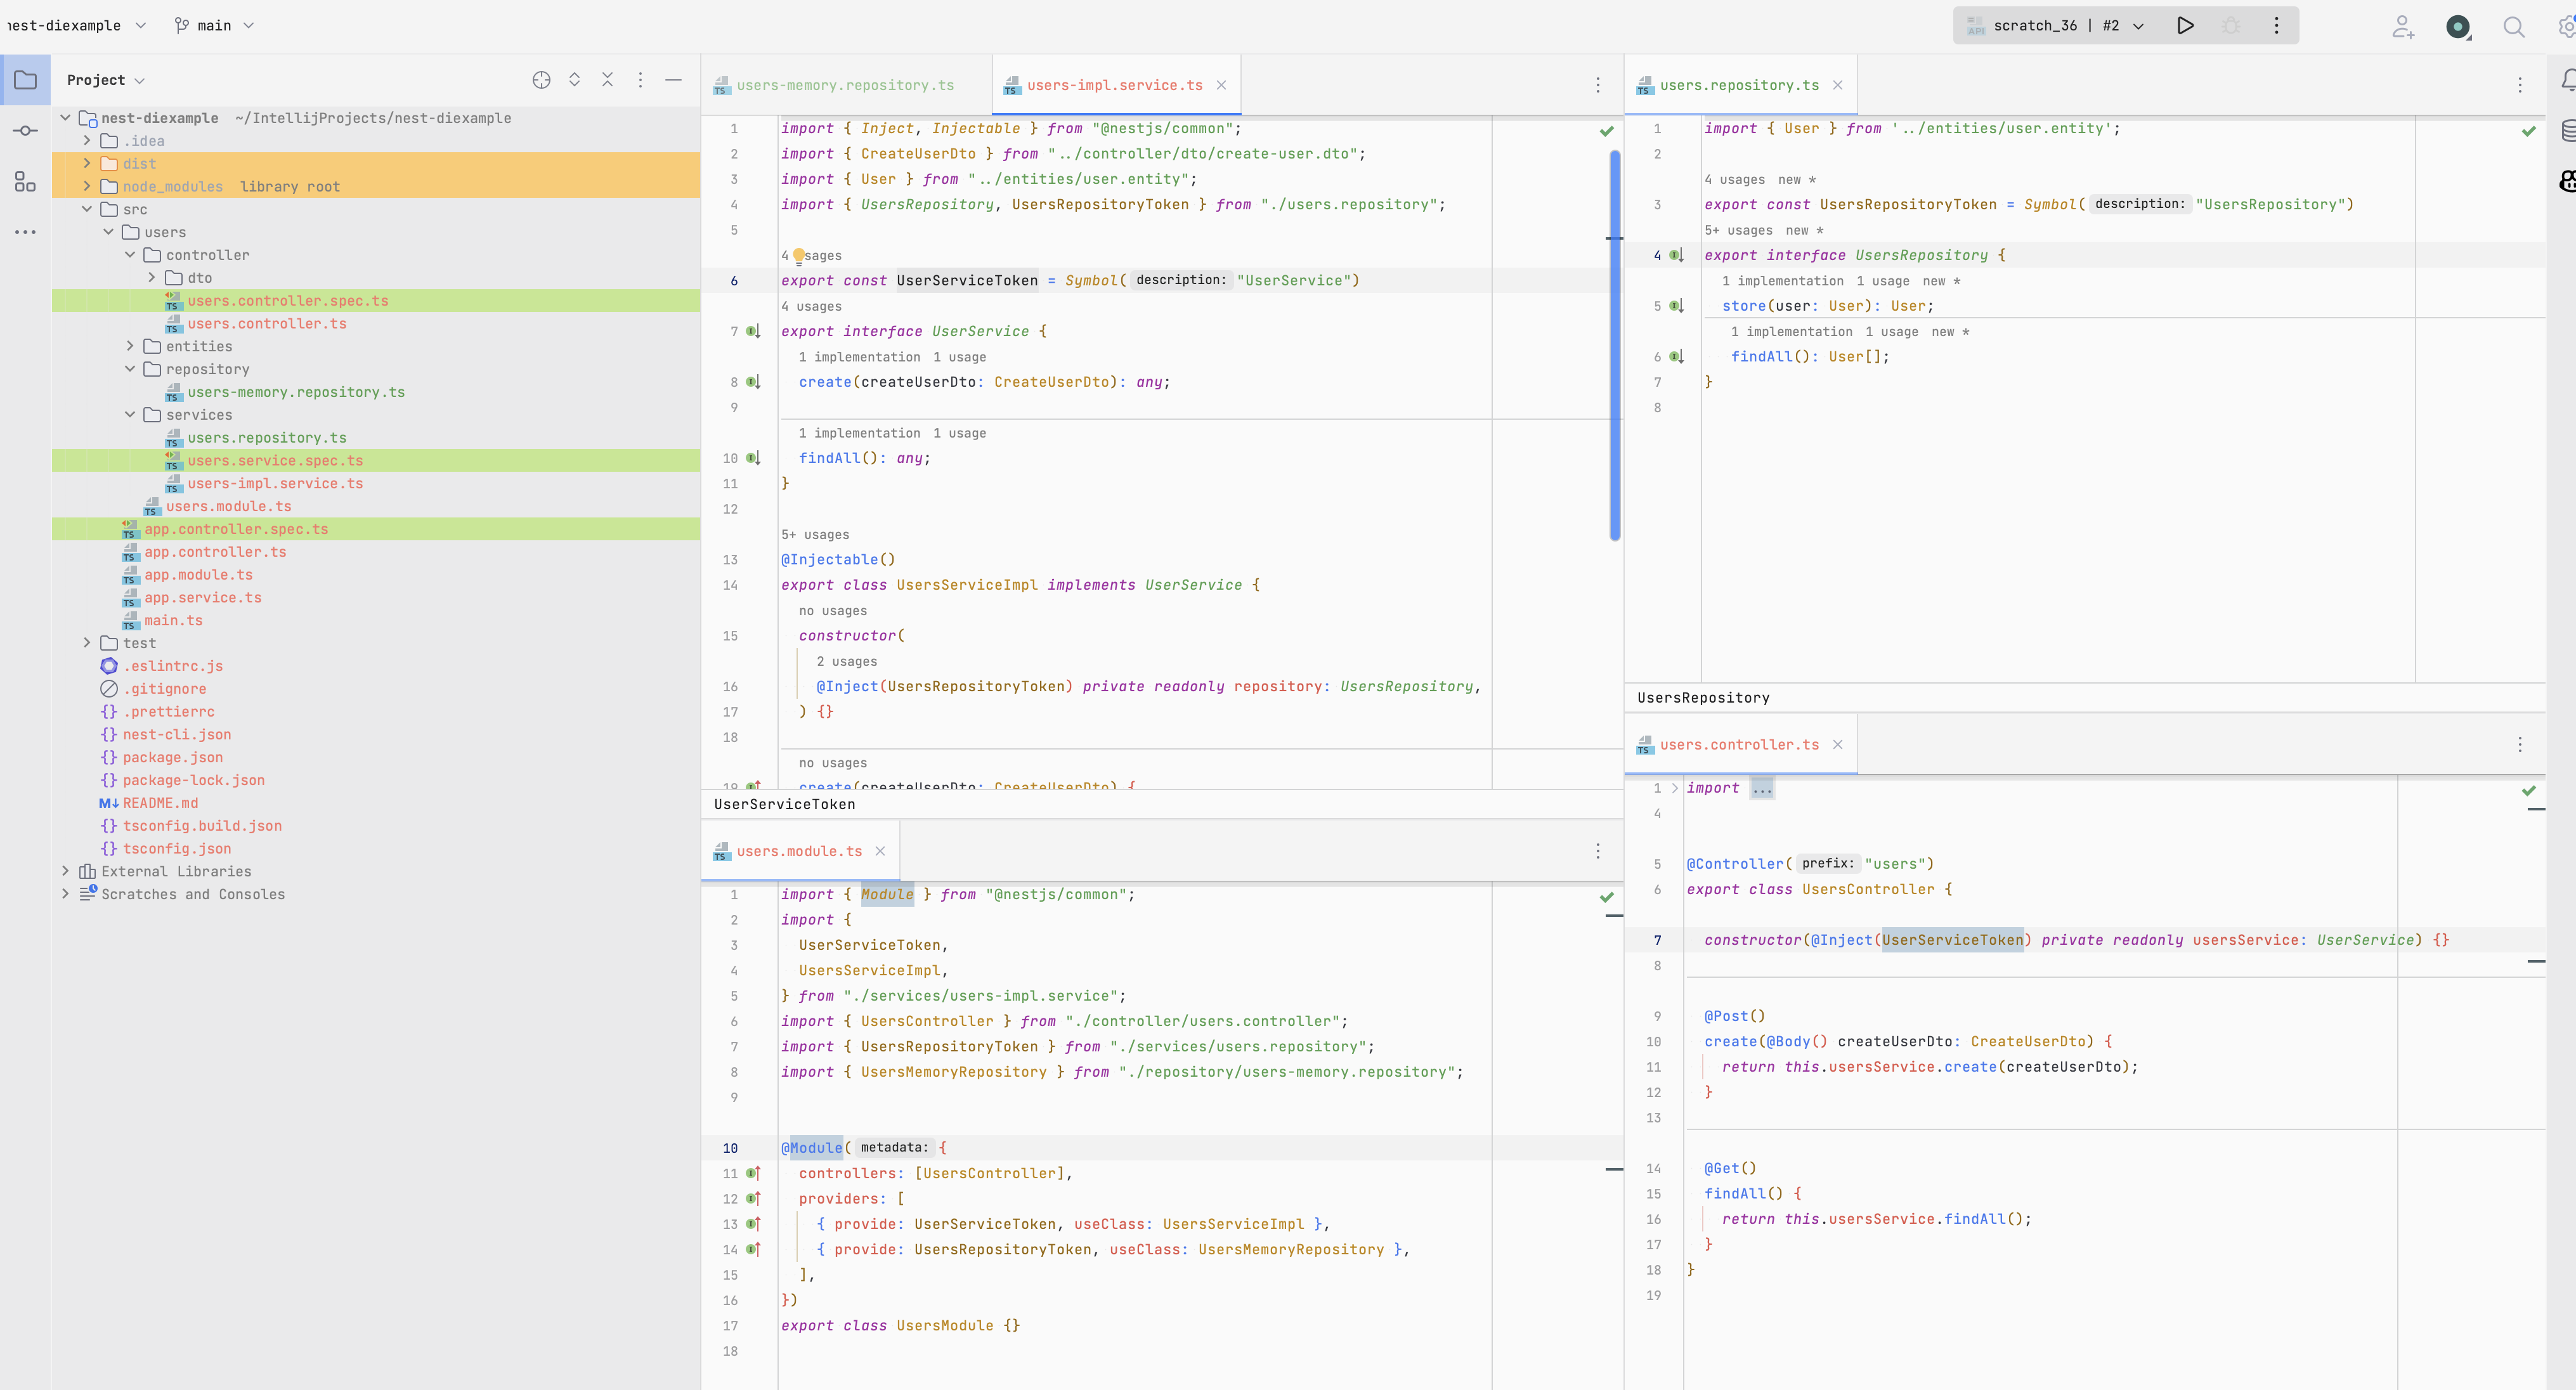 nest-diexample main scratch_36 | #2
Project
nest-diexample ~/IntellijProjects/nest-diexample
.idea
dist
node_modules library root
src
users
controller
dto
users.controller.spec.ts
users.controller.ts
entities
repository
users-memory.repository.ts
services
users.repository.ts
users.service.spec.ts
users-impl.service.ts
users.module.ts
app.controller.spec.ts
app.controller.ts
app.module.ts
app.service.ts
main.ts
test
.eslintrc.js
.gitignore
.prettierrc
nest-cli.json
package.json
package-lock.json
README.md
tsconfig.build.json
tsconfig.json
External Libraries
Scratches and Consoles
users-memory.repository.ts users-impl.service.ts
1 import { Inject, Injectable } from "@nestjs/common";
2 import { CreateUserDto } from "../controller/dto/create-user.dto";
3 import { User } from "../entities/user.entity";
4 import { UsersRepository, UsersRepositoryToken } from "./users.repository";
5
4 usages
6 export const UserServiceToken = Symbol( description: "UserService")
4 usages
7 export interface UserService {
1 implementation 1 usage
8 create(createUserDto: CreateUserDto): any;
9
1 implementation 1 usage
10 findAll(): any;
11 }
12
5+ usages
13 @Injectable()
14 export class UsersServiceImpl implements UserService {
no usages
15 constructor(
2 usages
16 @Inject(UsersRepositoryToken) private readonly repository: UsersRepository,
17 ) {}
18
no usages
19 create(createUserDto: CreateUserDto) {
UserServiceToken
users.module.ts
1 import { Module } from "@nestjs/common";
2 import {
3 UserServiceToken,
4 UsersServiceImpl,
5 } from "./services/users-impl.service";
6 import { UsersController } from "./controller/users.controller";
7 import { UsersRepositoryToken } from "./services/users.repository";
8 import { UsersMemoryRepository } from "./repository/users-memory.repository";
9
10 @Module( metadata: {
11 controllers: [UsersController],
12 providers: [
13 { provide: UserServiceToken, useClass: UsersServiceImpl },
14 { provide: UsersRepositoryToken, useClass: UsersMemoryRepository },
15 ],
16 })
17 export class UsersModule {}
18
users.repository.ts
1 import { User } from '../entities/user.entity';
2
4 usages new *
3 export const UsersRepositoryToken = Symbol( description: "UsersRepository")
5+ usages new *
4 export interface UsersRepository {
1 implementation 1 usage new *
5 store(user: User): User;
1 implementation 1 usage new *
6 findAll(): User[];
7 }
8
UsersRepository
users.controller.ts
1 import ...
4
5 @Controller( prefix: "users")
6 export class UsersController {
7 constructor(@Inject(UserServiceToken) private readonly usersService: UserService) {}
8
9 @Post()
10 create(@Body() createUserDto: CreateUserDto) {
11 return this.usersService.create(createUserDto);
12 }
13
14 @Get()
15 findAll() {
16 return this.usersService.findAll();
17 }
18 }
19